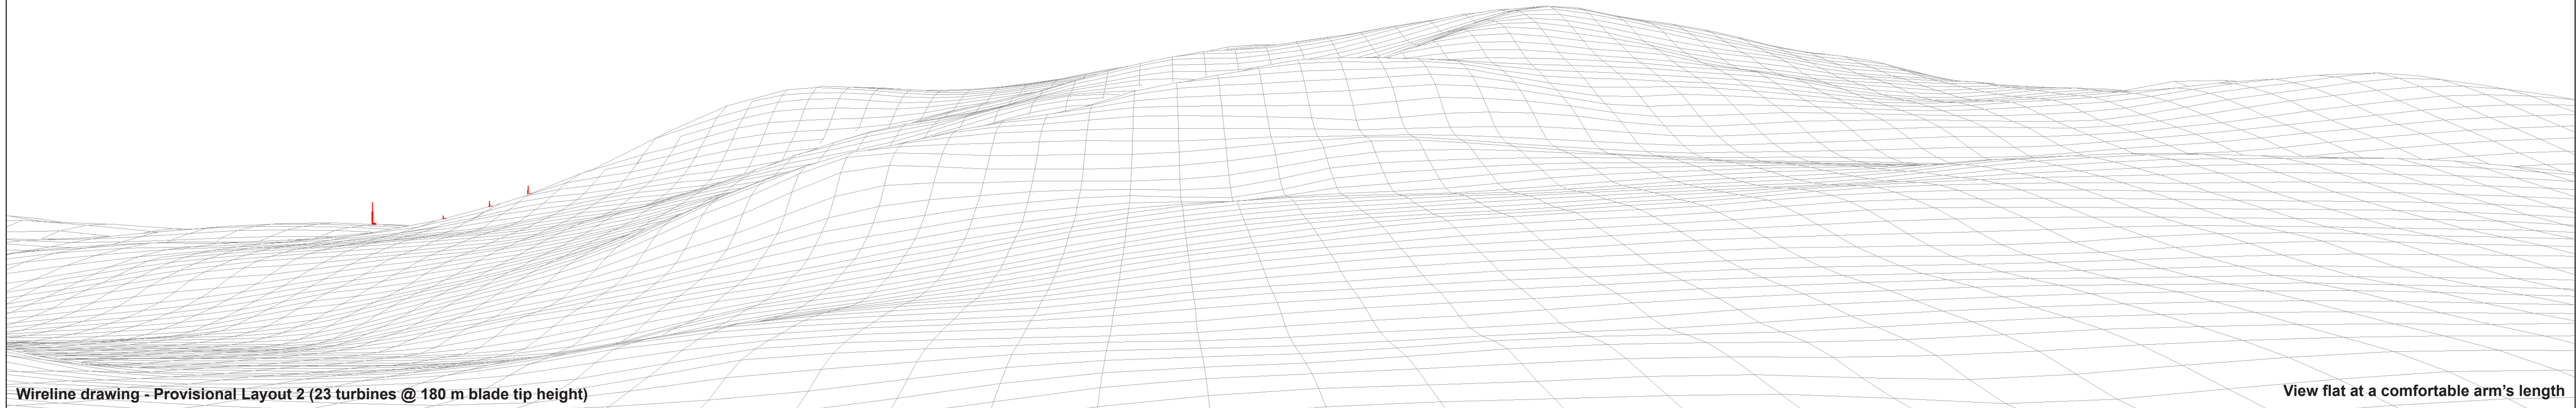 Wireline drawing - Provisional Layout 2 (23 turbines @ 180 m blade tip height)
View flat at a comfortable arm’s length